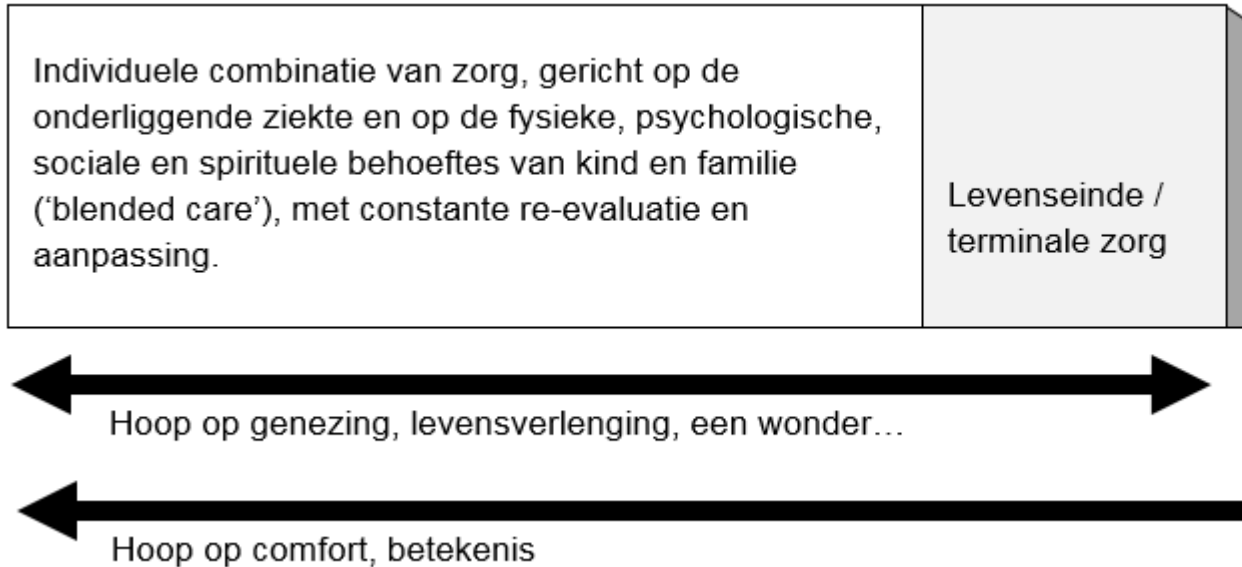 Individuele combinatie van zorg, gericht op de
onderliggende ziekte en op de fysieke, psychologische,
sociale en spirituele behoeftes van kind en familie
(‘blended care’), met constante re-evaluatie en
aanpassing.
Levenseinde /
terminale zorg
Hoop op genezing, levensverlenging, een wonder…
Hoop op comfort, betekenis